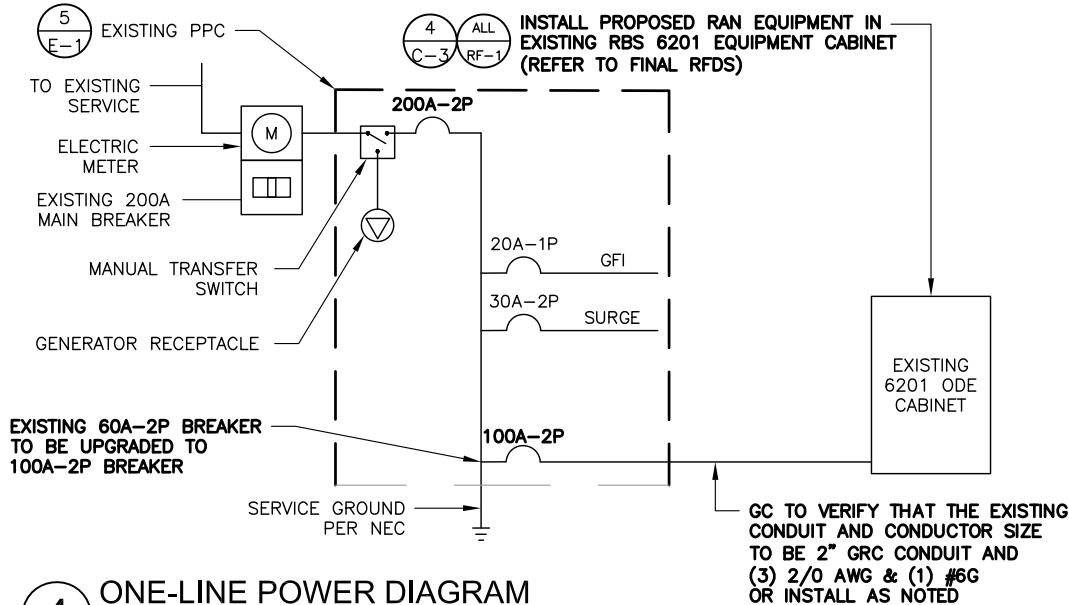 5
E-1
EXISTING PPC
4
C-3
ALL
RF-1
INSTALL PROPOSED RAN EQUIPMENT IN
EXISTING RBS 6201 EQUIPMENT CABINET
(REFER TO FINAL RFDS)
TO EXISTING
SERVICE
200A-2P
M
ELECTRIC
METER
EXISTING 200A
MAIN BREAKER
20A-1P
GFI
MANUAL TRANSFER
SWITCH
30A-2P
SURGE
GENERATOR RECEPTACLE
EXISTING
6201 ODE
CABINET
EXISTING 60A-2P BREAKER
TO BE UPGRADED TO
100A-2P BREAKER
100A-2P
SERVICE GROUND
PER NEC
GC TO VERIFY THAT THE EXISTING
CONDUIT AND CONDUCTOR SIZE
TO BE 2" GRC CONDUIT AND
(3) 2/0 AWG & (1) #6G
OR INSTALL AS NOTED
ONE-LINE POWER DIAGRAM